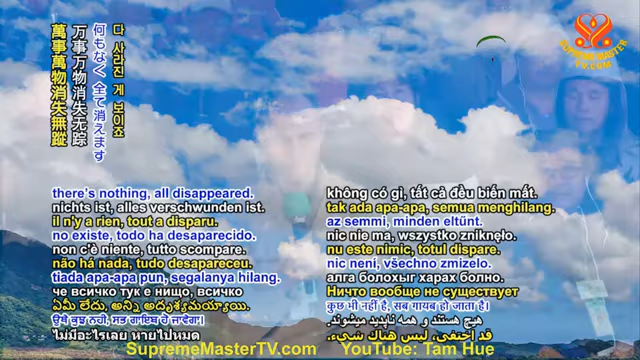 萬事萬物消失無蹤
万事万物消失无踪
何もなく 全て消えます
다 사라진 게 보이죠
SUPREME MASTER
TV.COM
there's nothing, all disappeared.
nichts ist, alles verschwunden ist.
il n'y a rien, tout a disparu.
no existe, todo ha desaparecido.
non c'è niente, tutto scompare.
não há nada, tudo desapareceu.
tiada apa-apa pun, segalanya hilang.
че всичко тук е нищо, всичко
ఏమీ లేదు, అన్ని అదృశ్యమయ్యాయి.
ਉਥੇ ਕੁਝ ਨਹੀ, ਸਭ ਗਾਇਬ ਹੋ ਜਾਵੇਗਾ।
ไม่มีอะไรเลย หายไปหมด
không có gì, tất cả đều biến mất.
tak ada apa-apa, semua menghilang.
az semmi, minden eltűnt.
nic nie ma, wszystko zniknęło.
nu este nimic, totul dispare.
nic není, všechno zmizelo.
алга болохыг харах болно.
Ничто вообще не существует
कुछ भी नहीं है, सब गायब हो जाता है।
هیچ هستند و همه ناپدید میشوند.
قد اختفى، ليس هناك شيء.
SupremeMasterTV.com YouTube: Tam Hue